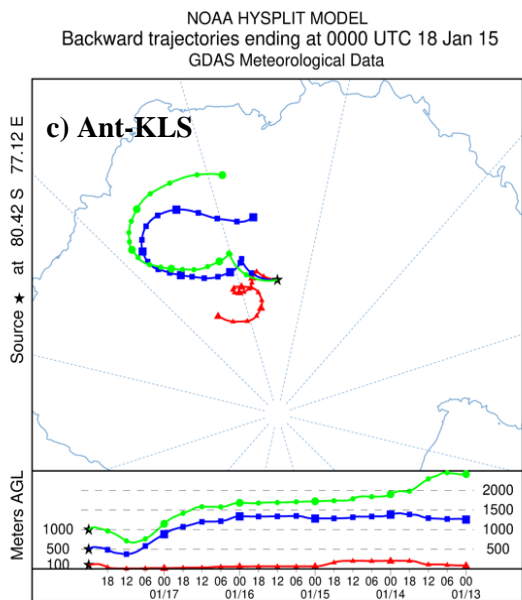 NOAA HYSPLIT MODEL
Backward trajectories ending at 0000 UTC 18 Jan 15
GDAS Meteorological Data
c) Ant-KLS
Source ★ at 80.42 S 77.12 E
Meters AGL
2000
1500
1000 1000
500 500
100
18 12 06 00 18 12 06 00 18 12 06 00 18 12 06 00 18 12 06 00
01/17 01/16 01/15 01/14 01/13